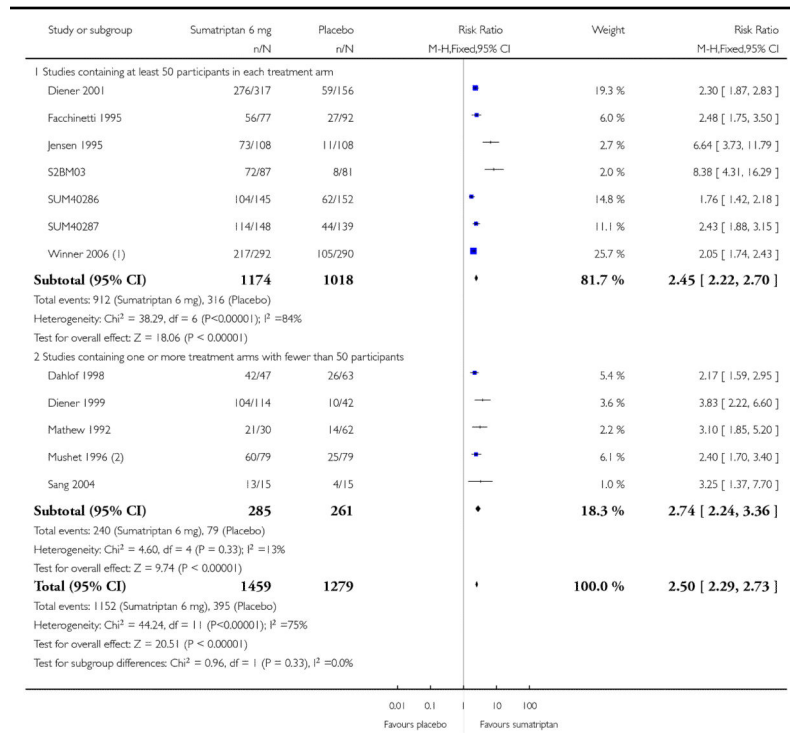 Study or subgroup Sumatriptan 6 mg Placebo Risk Ratio Weight Risk Ratio
n/N n/N M-H,Fixed,95% CI M-H,Fixed,95% CI
1 Studies containing at least 50 participants in each treatment arm
Diener 2001 276/317 59/156 19.3 % 2.30 [ 1.87, 2.83 ]
Facchinetti 1995 56/77 27/92 6.0 % 2.48 [ 1.75, 3.50 ]
Jensen 1995 73/108 11/108 2.7 % 6.64 [ 3.73, 11.79 ]
S2BM03 72/87 8/81 2.0 % 8.38 [ 4.31, 16.29 ]
SUM40286 104/145 62/152 14.8 % 1.76 [ 1.42, 2.18 ]
SUM40287 114/148 44/139 11.1 % 2.43 [ 1.88, 3.15 ]
Winner 2006 (1) 217/292 105/290 25.7 % 2.05 [ 1.74, 2.43 ]
Subtotal (95% CI) 1174 1018 81.7 % 2.45 [ 2.22, 2.70 ]
Total events: 912 (Sumatriptan 6 mg), 316 (Placebo)
Heterogeneity: Chi² = 38.29, df = 6 (P<0.00001); I² =84%
Test for overall effect: Z = 18.06 (P < 0.00001)
2 Studies containing one or more treatment arms with fewer than 50 participants
Dahlof 1998 42/47 26/63 5.4 % 2.17 [ 1.59, 2.95 ]
Diener 1999 104/114 10/42 3.6 % 3.83 [ 2.22, 6.60 ]
Mathew 1992 21/30 14/62 2.2 % 3.10 [ 1.85, 5.20 ]
Mushet 1996 (2) 60/79 25/79 6.1 % 2.40 [ 1.70, 3.40 ]
Sang 2004 13/15 4/15 1.0 % 3.25 [ 1.37, 7.70 ]
Subtotal (95% CI) 285 261 18.3 % 2.74 [ 2.24, 3.36 ]
Total events: 240 (Sumatriptan 6 mg), 79 (Placebo)
Heterogeneity: Chi² = 4.60, df = 4 (P = 0.33); I² =13%
Test for overall effect: Z = 9.74 (P < 0.00001)
Total (95% CI) 1459 1279 100.0 % 2.50 [ 2.29, 2.73 ]
Total events: 1152 (Sumatriptan 6 mg), 395 (Placebo)
Heterogeneity: Chi² = 44.24, df = 11 (P<0.00001); I² =75%
Test for overall effect: Z = 20.51 (P < 0.00001)
Test for subgroup differences: Chi² = 0.96, df = 1 (P = 0.33), I² =0.0%
0.01 0.1 1 10 100
Favours placebo Favours sumatriptan